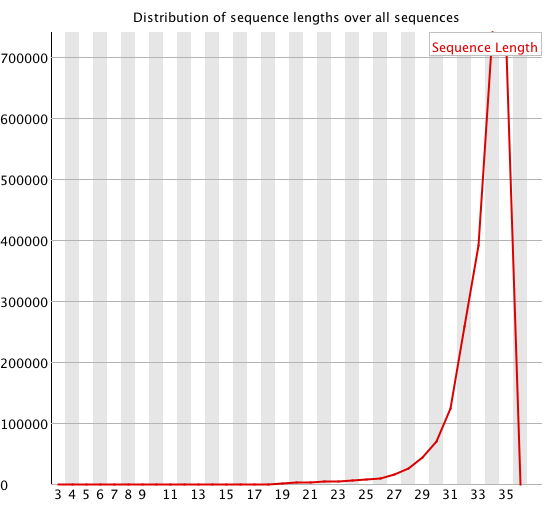 Distribution of sequence lengths over all sequences
Sequence Length
700000
600000
500000
400000
300000
200000
100000
0
3 4 5 6 7 8 9 11 13 15 17 19 21 23 25 27 29 31 33 35